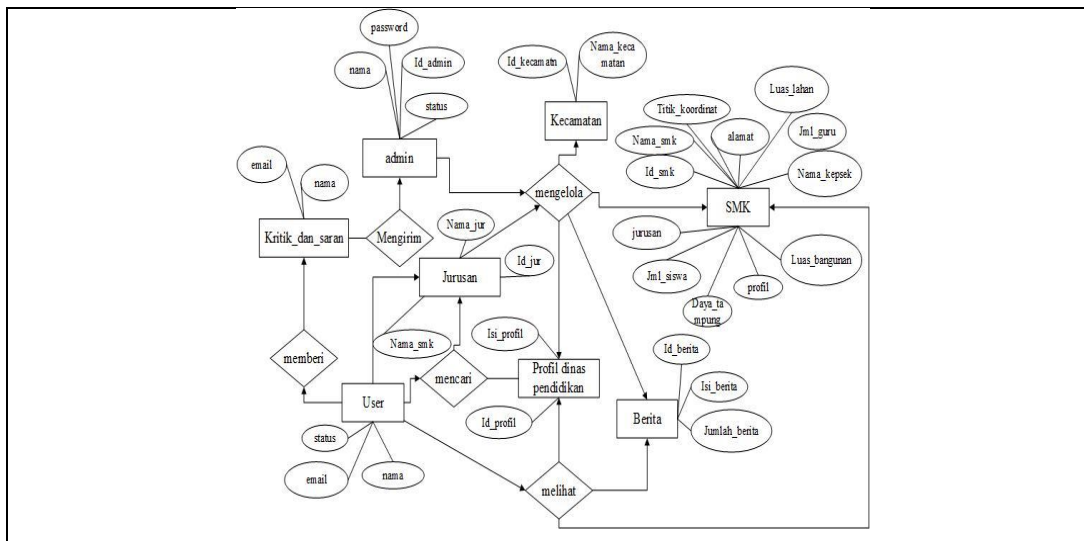 password
nama
Id_admin
status
admin
Id_kecamatn
Nama_keca
matan
Kecamatan
Luas_lahan
Titik_koordinat
alamat
Jm1_guru
Nama_smk
Id_smk
Nama_kepsek
SMK
email
nama
Kritik_dan_saran
Mengirim
mengelola
Nama_jur
Id_jur
Jurusan
jurusan
Jm1_siswa
Daya_ta
mpung
profil
Luas_bangunan
Nama_smk
memberi
mencari
Isi_profil
Profil dinas
pendidikan
Id_profil
Id_berita
Isi_berita
Jumlah_berita
Berita
User
status
email
nama
melihat